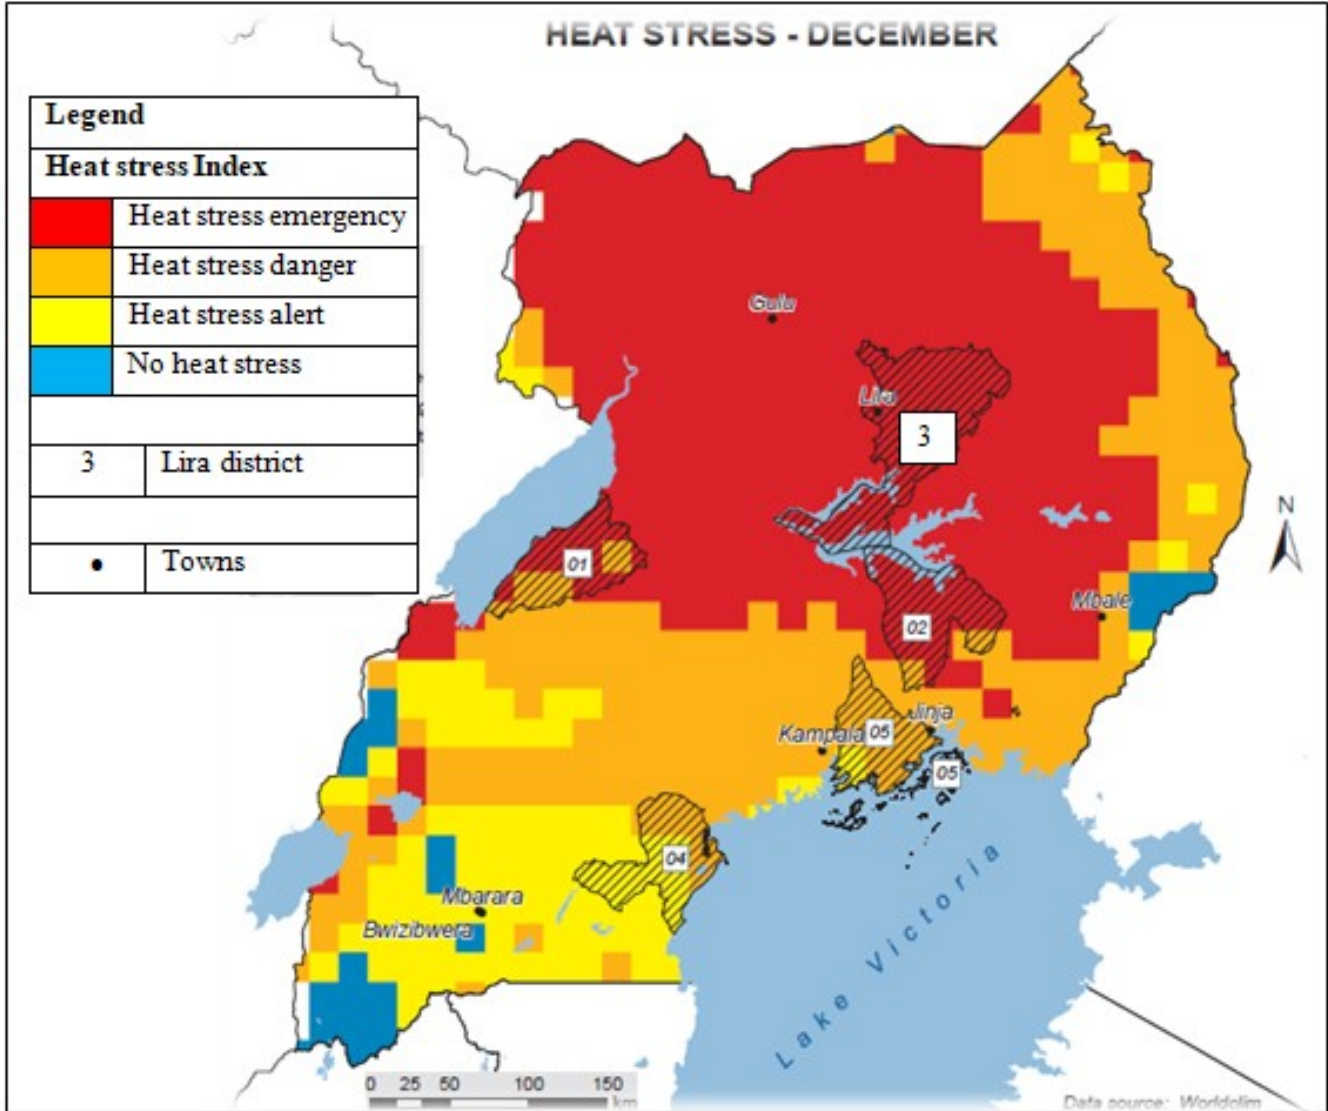 HEAT STRESS - DECEMBER
Legend
Heat stress Index
Heat stress emergency
Heat stress danger
Heat stress alert
No heat stress
3 Lira district
• Towns
Gulu
Lira
3
N
01
Mbale
02
Jinja
Kampala
05
05
04
Mbarara
Bwizibwera
Lake Victoria
0 25 50 100 150
km
Data source: Worldclim